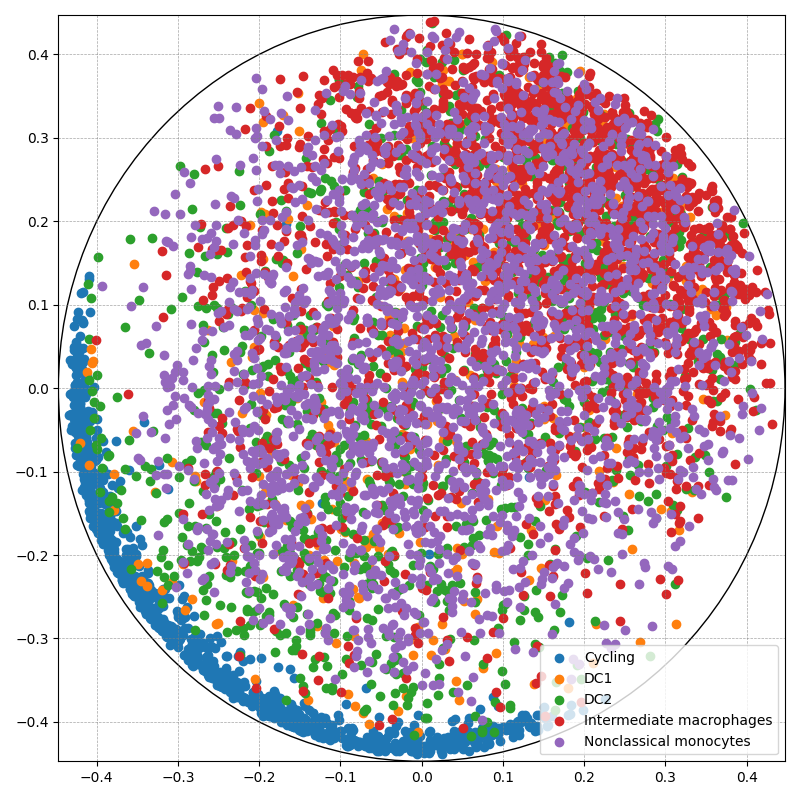 0.4
0.3
0.2
0.1
0.0
−0.1
−0.2
−0.3
−0.4
−0.4 −0.3 −0.2 −0.1 0.0 0.1 0.2 0.3 0.4
Cycling
DC1
DC2
Intermediate macrophages
Nonclassical monocytes